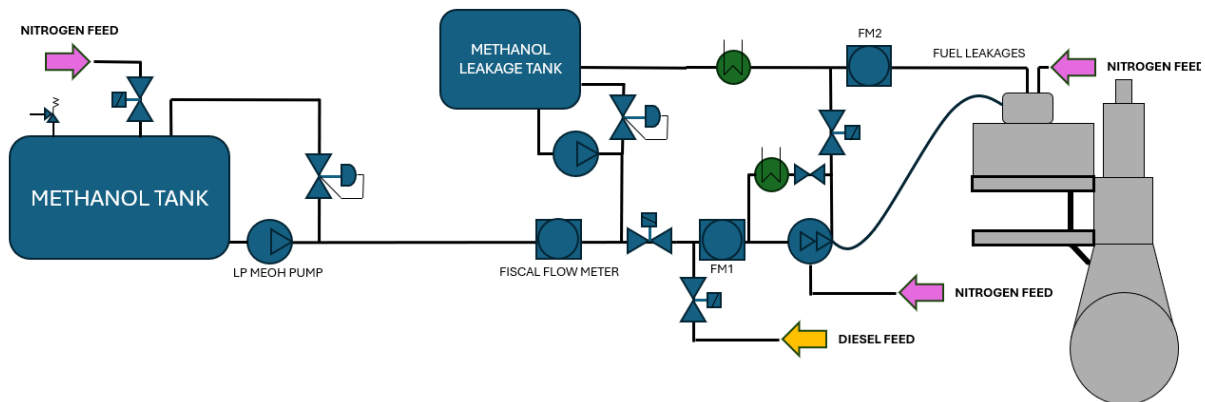 NITROGEN FEED
METHANOL TANK
LP MEOH PUMP
METHANOL
LEAKAGE TANK
FISCAL FLOW METER
FM1
FM2
FUEL LEAKAGES
NITROGEN FEED
NITROGEN FEED
DIESEL FEED